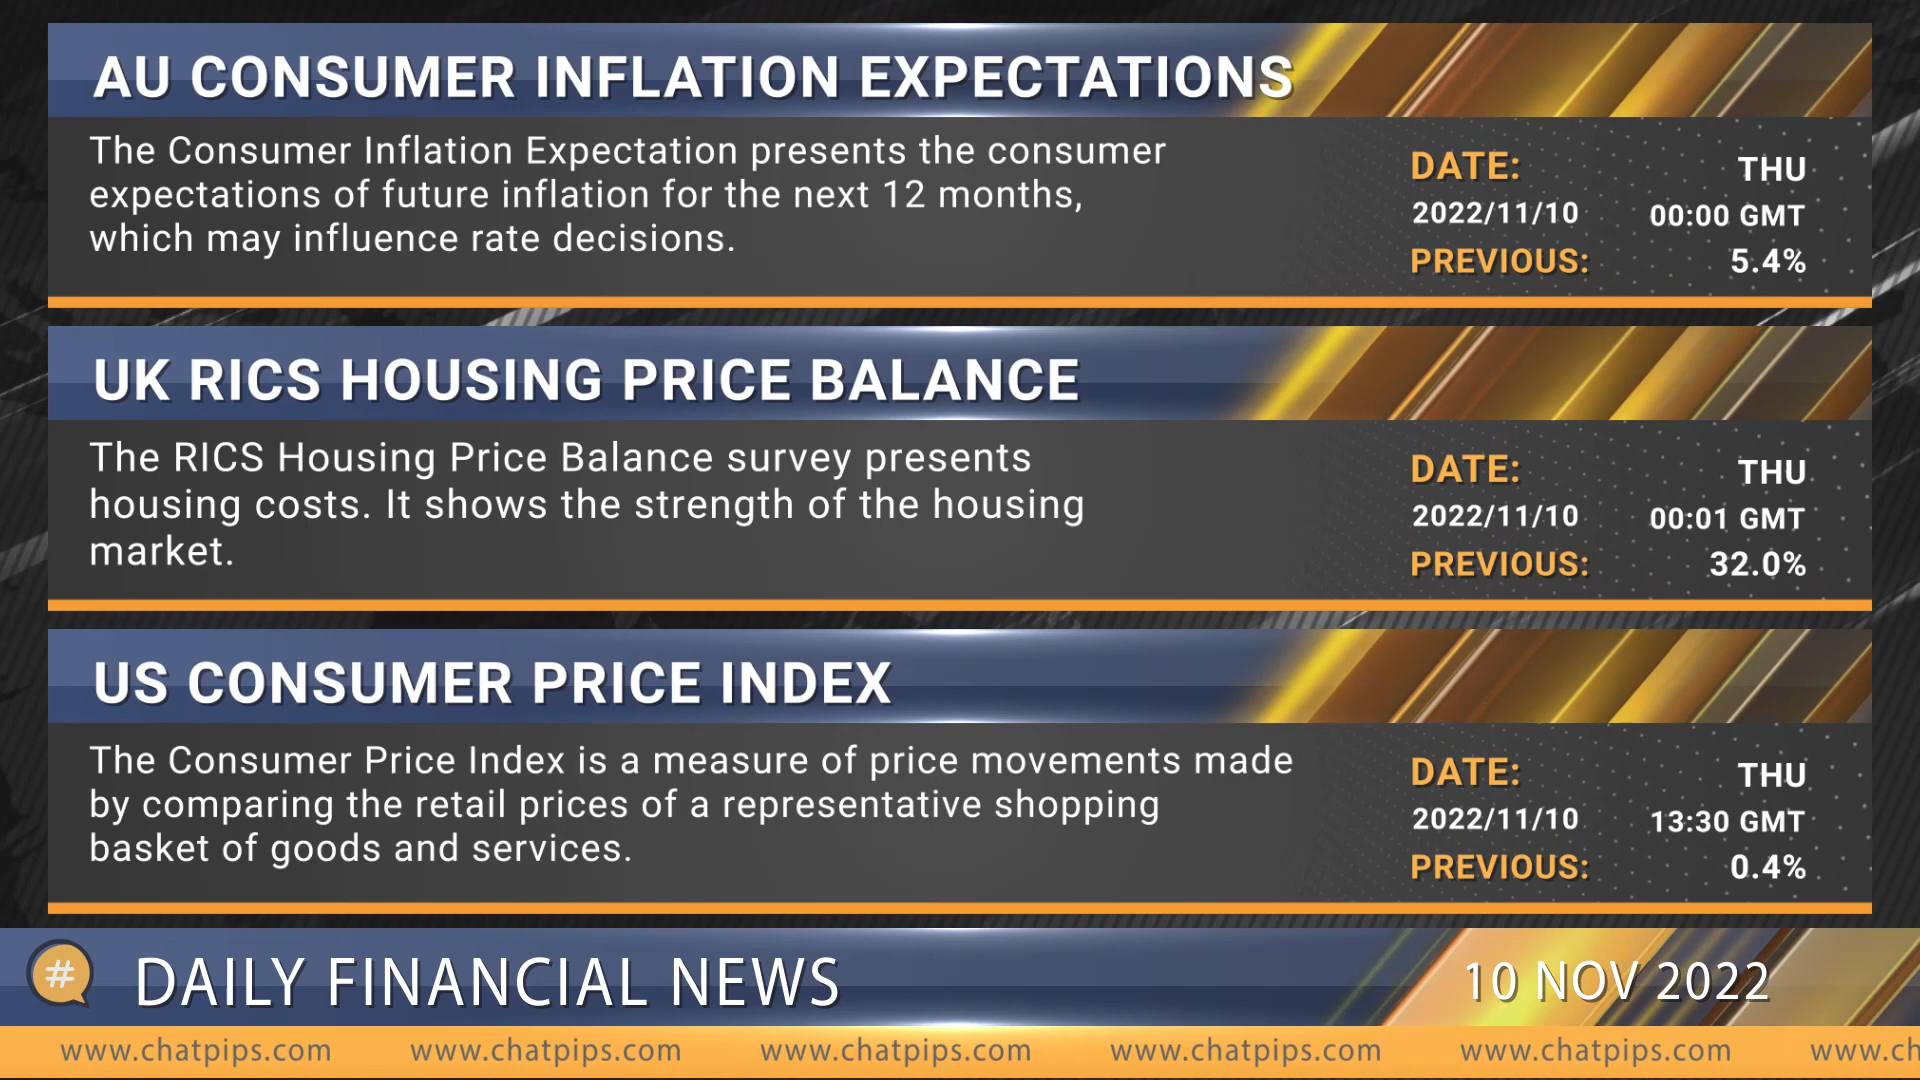 AU CONSUMER INFLATION EXPECTATIONS
The Consumer Inflation Expectation presents the consumer
expectations of future inflation for the next 12 months,
which may influence rate decisions.
DATE: THU
2022/11/10 00:00 GMT
PREVIOUS: 5.4%
UK RICS HOUSING PRICE BALANCE
The RICS Housing Price Balance survey presents
housing costs. It shows the strength of the housing
market.
DATE: THU
2022/11/10 00:01 GMT
PREVIOUS: 32.0%
US CONSUMER PRICE INDEX
The Consumer Price Index is a measure of price movements made
by comparing the retail prices of a representative shopping
basket of goods and services.
DATE: THU
2022/11/10 13:30 GMT
PREVIOUS: 0.4%
# DAILY FINANCIAL NEWS 10 NOV 2022
www.chatpips.com www.chatpips.com www.chatpips.com www.chatpips.com www.chatpips.com www.ch